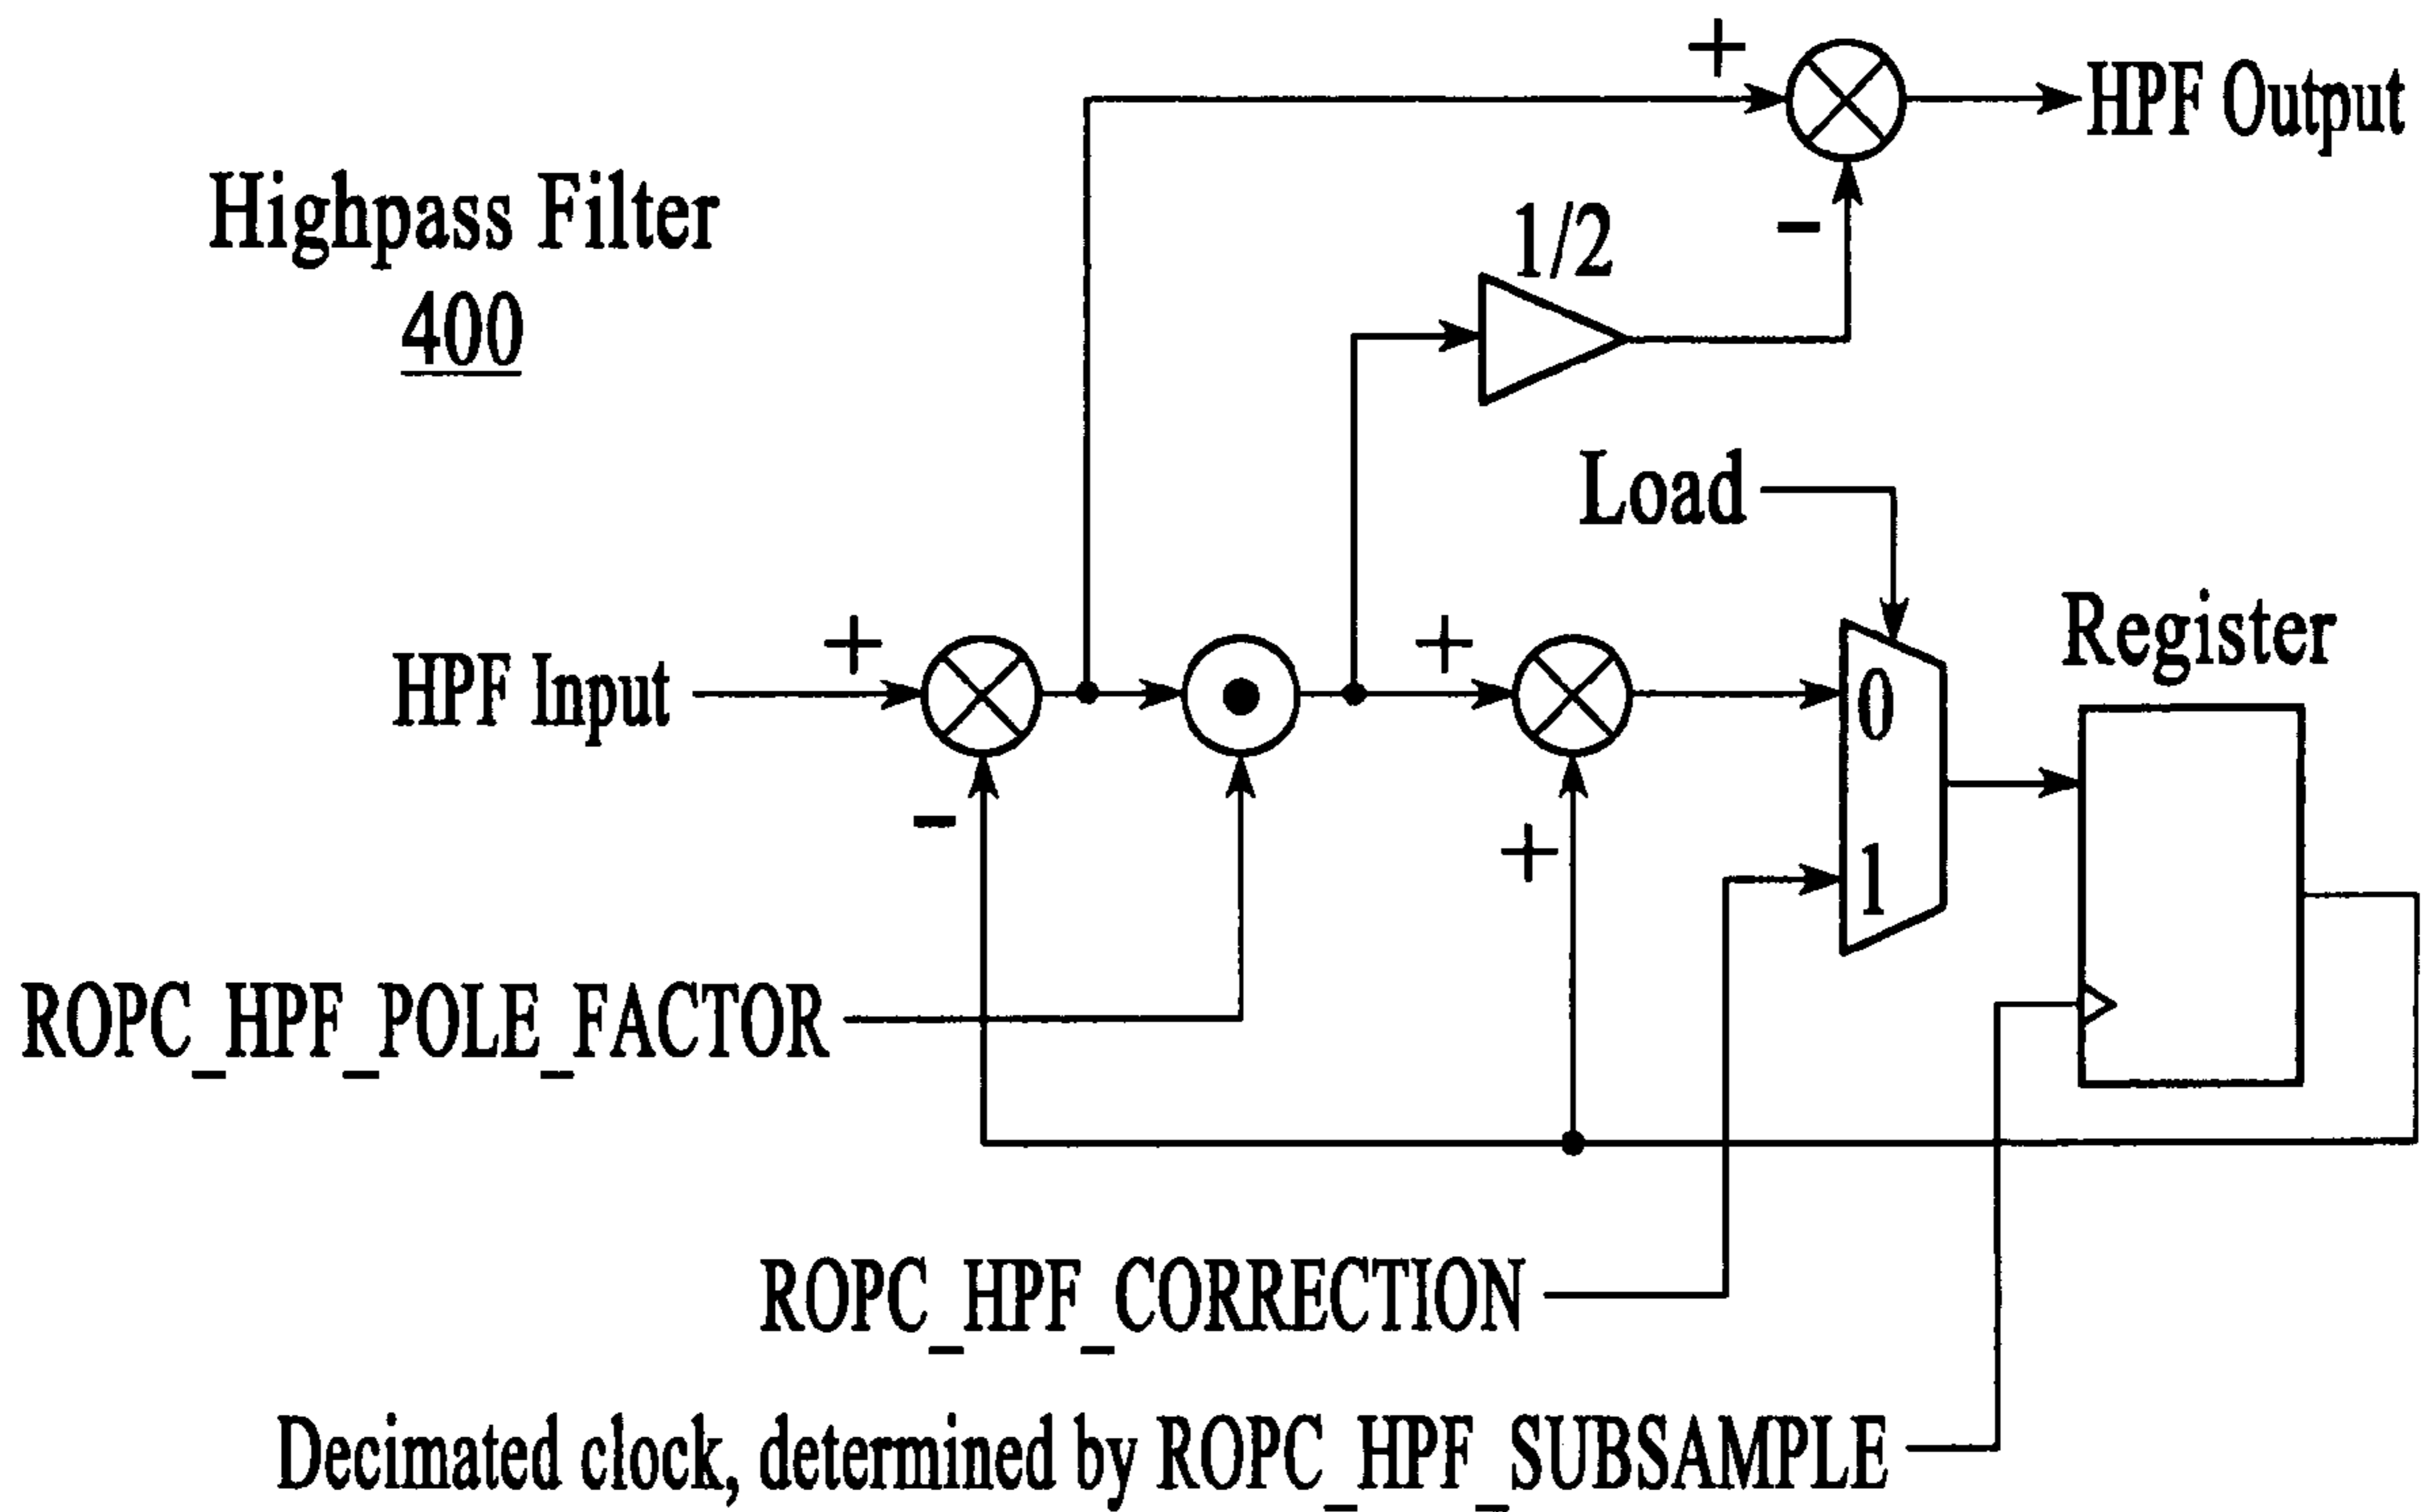 +
HPF Output
Highpass Filter
400
1/2
-
Load
Register
+
+
HPF Input
0
-
+
1
ROPC_HPF_POLE_FACTOR
ROPC_HPF_CORRECTION
Decimated clock, determined by ROPC_HPF_SUBSAMPLE